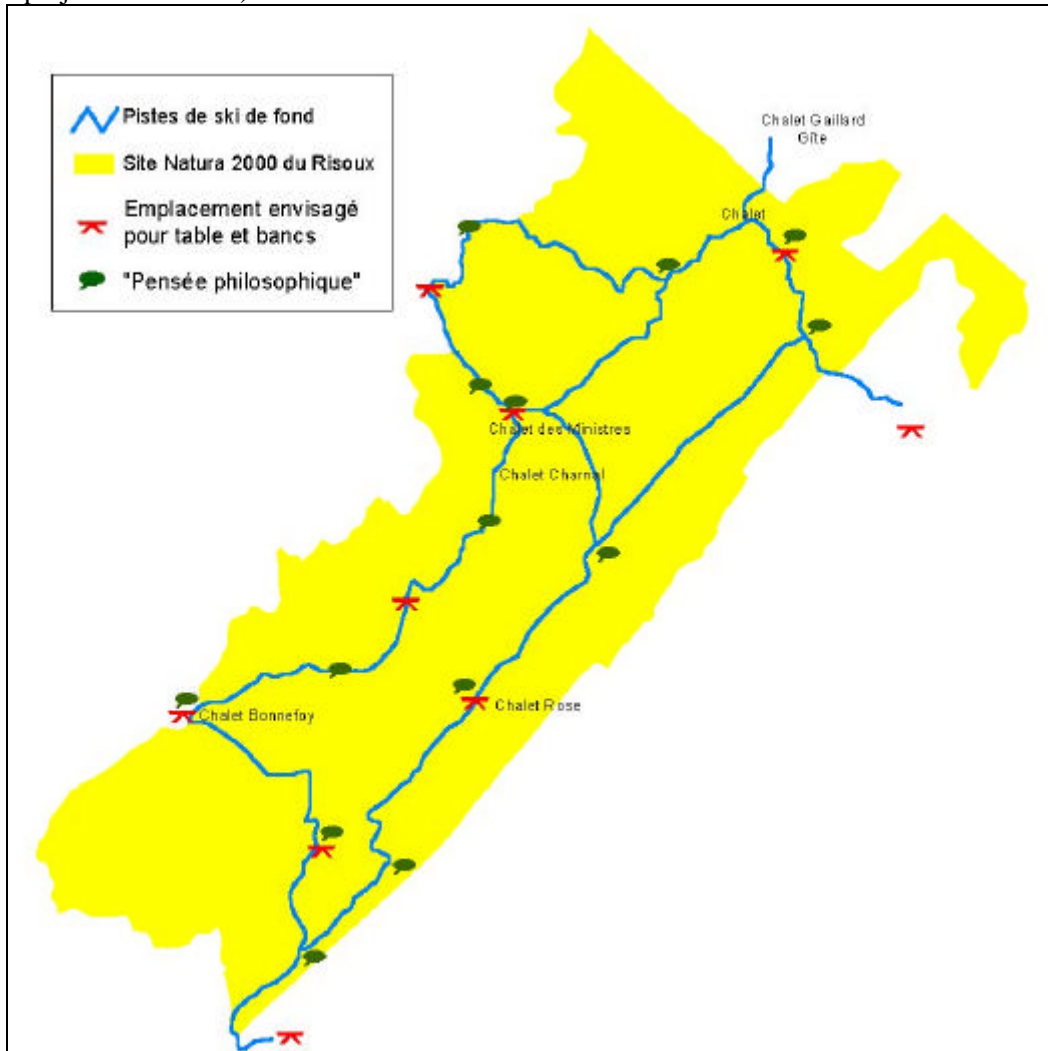 Pistes de ski de fond
Site Natura 2000 du Risoux
Emplacement envisagé
pour table et bancs
"Pensée philosophique"
Chalet Gaillard
Gîte
Chalet
Chalet des Ministres
Chalet Charnal
Chalet Rose
Chalet Bonnefoy